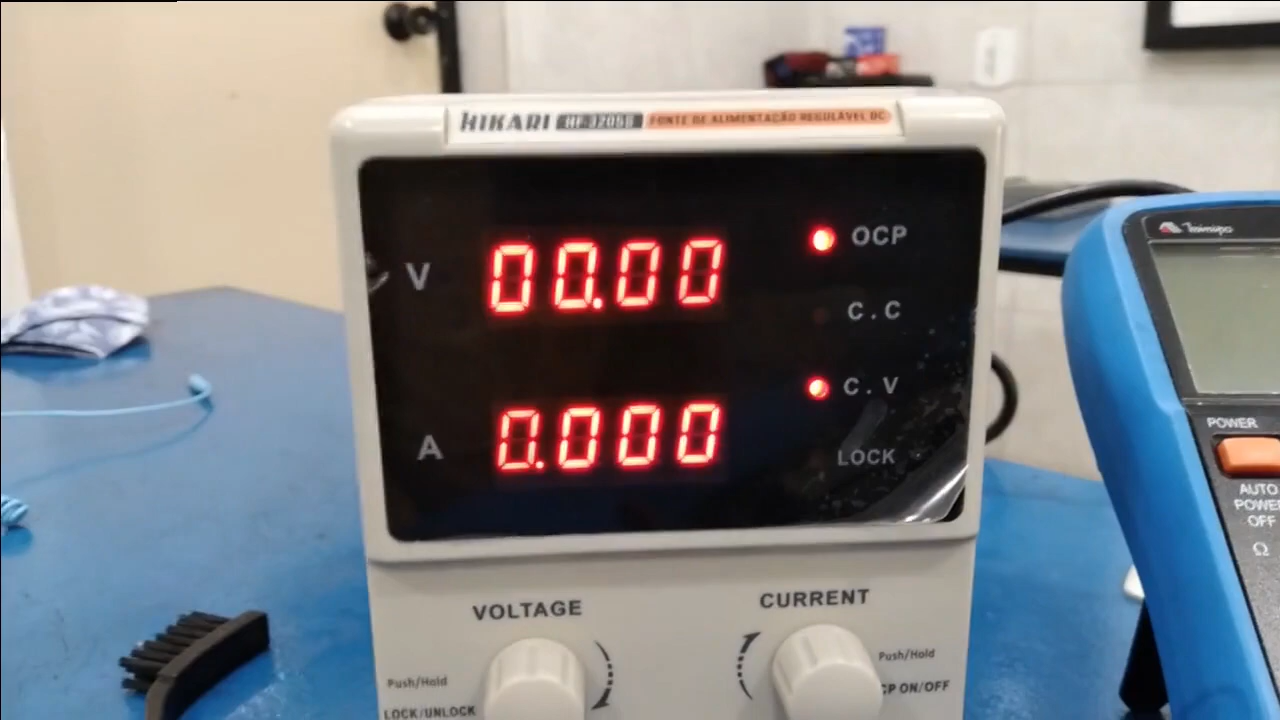 HIKARI HF-3205S FONTE DE ALIMENTAÇÃO REGULÁVEL DC
V 00.00 OCP
C.C
C.V
A 0.000 LOCK
VOLTAGE
CURRENT
Push/Hold
LOCK/UNLOCK
Push/Hold
CP ON/OFF
Minipa
POWER
AUTO
POWE
OFF
Ω